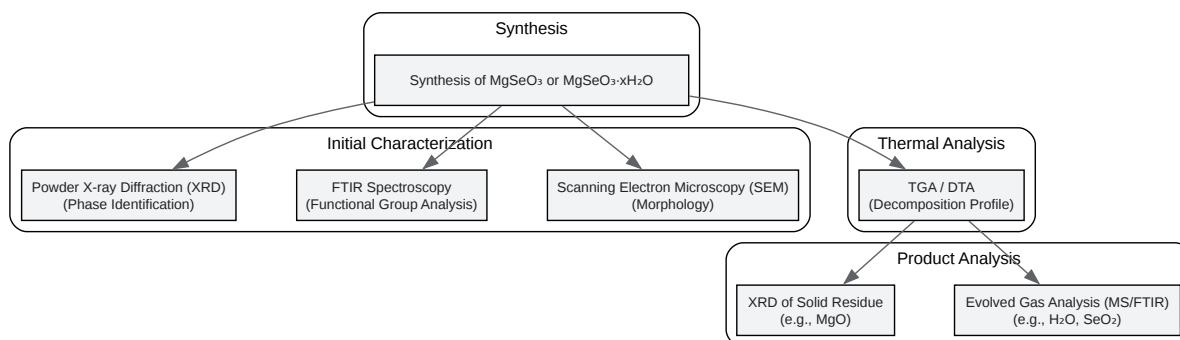 Synthesis
Synthesis of MgSeO₃ or MgSeO₃·xH₂O
Initial Characterization
Powder X-ray Diffraction (XRD)
(Phase Identification)
FTIR Spectroscopy
(Functional Group Analysis)
Scanning Electron Microscopy (SEM)
(Morphology)
Thermal Analysis
TGA / DTA
(Decomposition Profile)
Product Analysis
XRD of Solid Residue
(e.g., MgO)
Evolved Gas Analysis (MS/FTIR)
(e.g., H₂O, SeO₂)